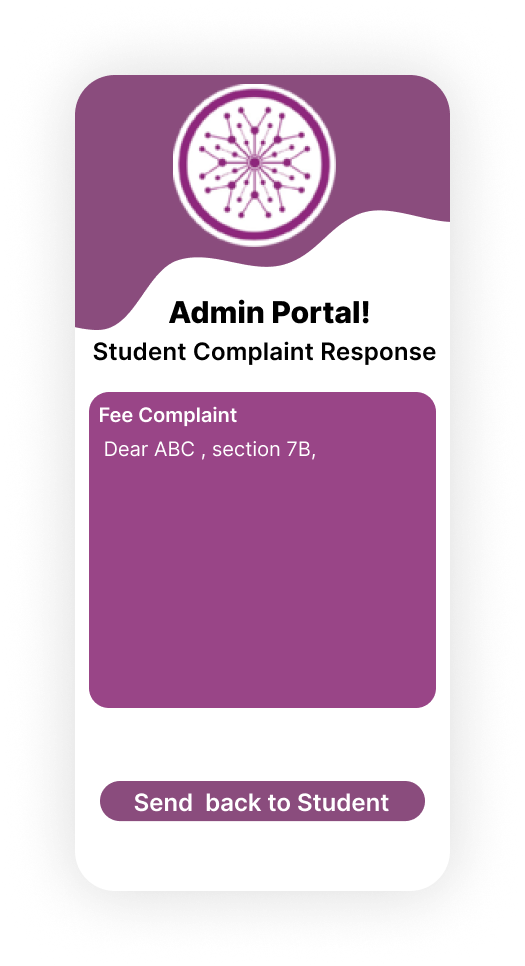 Admin Portal!
Student Complaint Response
Fee Complaint
Dear ABC , section 7B,
Send  back to Student